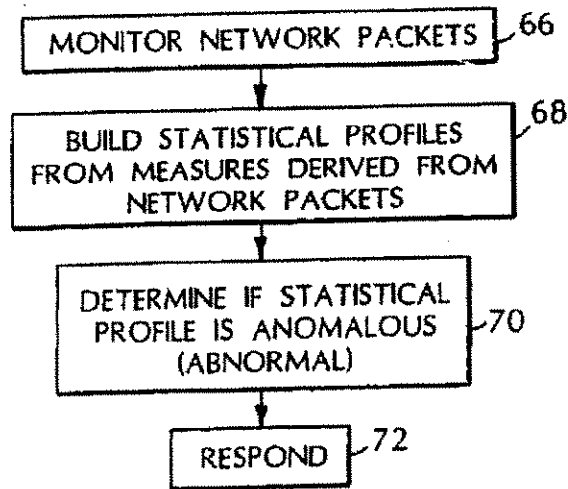 MONITOR NETWORK PACKETS
66
BUILD STATISTICAL PROFILES
FROM MEASURES DERIVED FROM
NETWORK PACKETS
68
DETERMINE IF STATISTICAL
PROFILE IS ANOMALOUS
(ABNORMAL)
70
RESPOND
72